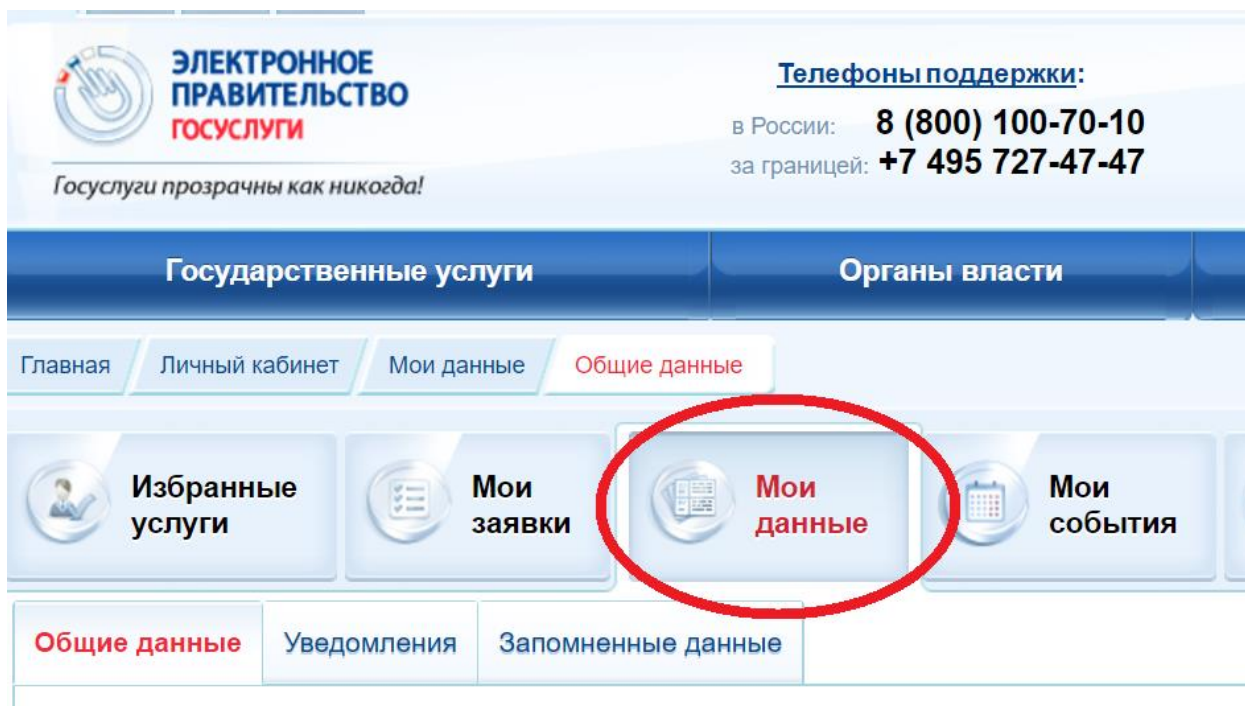 ЭЛЕКТРОННОЕ
ПРАВИТЕЛЬСТВО
ГОСУСЛУГИ
Госуслуги прозрачны как никогда!
Телефоны поддержки:
в России: 8 (800) 100-70-10
за границей: +7 495 727-47-47
Государственные услуги Органы власти
Главная Личный кабинет Мои данные Общие данные
Избранные
услуги
Мои
заявки
Мои
данные
Мои
события
Общие данные Уведомления Запомненные данные